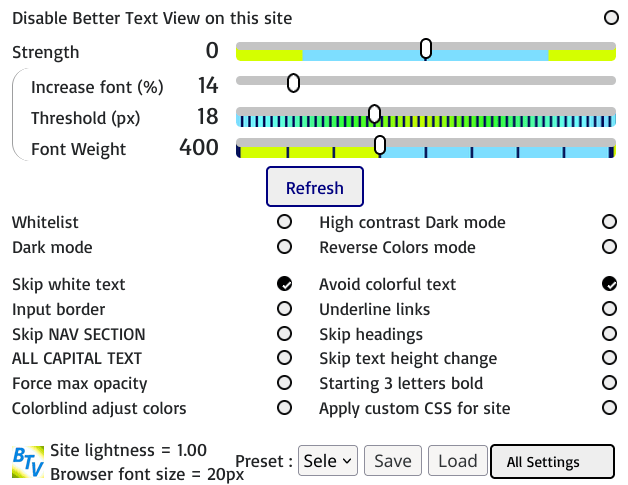 Disable Better Text View on this site
Strength 0
Increase font (%) 14
Threshold (px) 18
Font Weight 400
Refresh
Whitelist High contrast Dark mode
Dark mode Reverse Colors mode
Skip white text Avoid colorful text
Input border Underline links
Skip NAV SECTION Skip headings
ALL CAPITAL TEXT Skip text height change
Force max opacity Starting 3 letters bold
Colorblind adjust colors Apply custom CSS for site
BTV Site lightness = 1.00
Browser font size = 20px
Preset : Sele Save Load All Settings